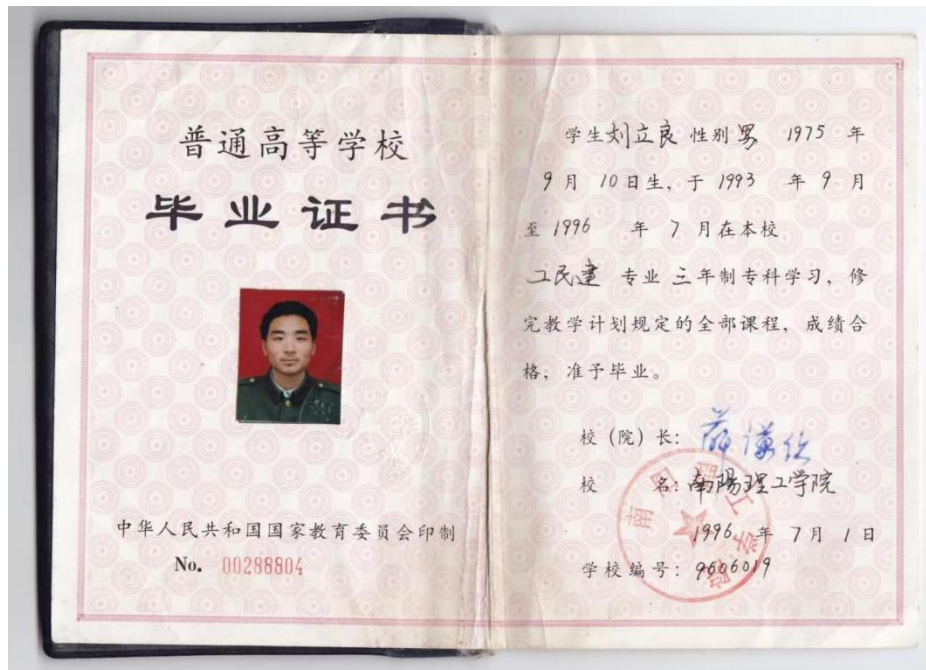 普通高等学校
毕业证书
中华人民共和国国家教育委员会印制
No. 00288804
学生刘立良 性别 男 1975 年
9 月 10 日生, 于 1993 年 9 月
至 1996 年 7 月在本校
工民建 专业 三 年制专科学习, 修
完教学计划规定的全部课程, 成绩合
格, 准予毕业。
校 (院) 长:
校 名: 南陽理工学院
1996 年 7 月 1 日
学校编号: 9606019